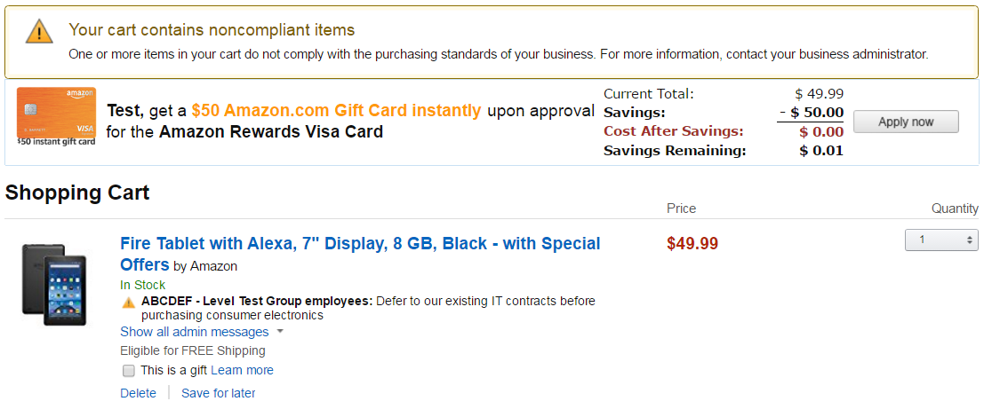 Your cart contains noncompliant items
One or more items in your cart do not comply with the purchasing standards of your business. For more information, contact your business administrator.
amazon
VISA
$50 instant gift card
Test, get a $50 Amazon.com Gift Card instantly upon approval
for the Amazon Rewards Visa Card
Current Total: $ 49.99
Savings: - $ 50.00
Cost After Savings: $ 0.00
Savings Remaining: $ 0.01
Apply now
Shopping Cart
Price Quantity
Fire Tablet with Alexa, 7" Display, 8 GB, Black - with Special
Offers by Amazon
$49.99
1
In Stock
ABCDEF - Level Test Group employees: Defer to our existing IT contracts before
purchasing consumer electronics
Show all admin messages
Eligible for FREE Shipping
This is a gift Learn more
Delete | Save for later